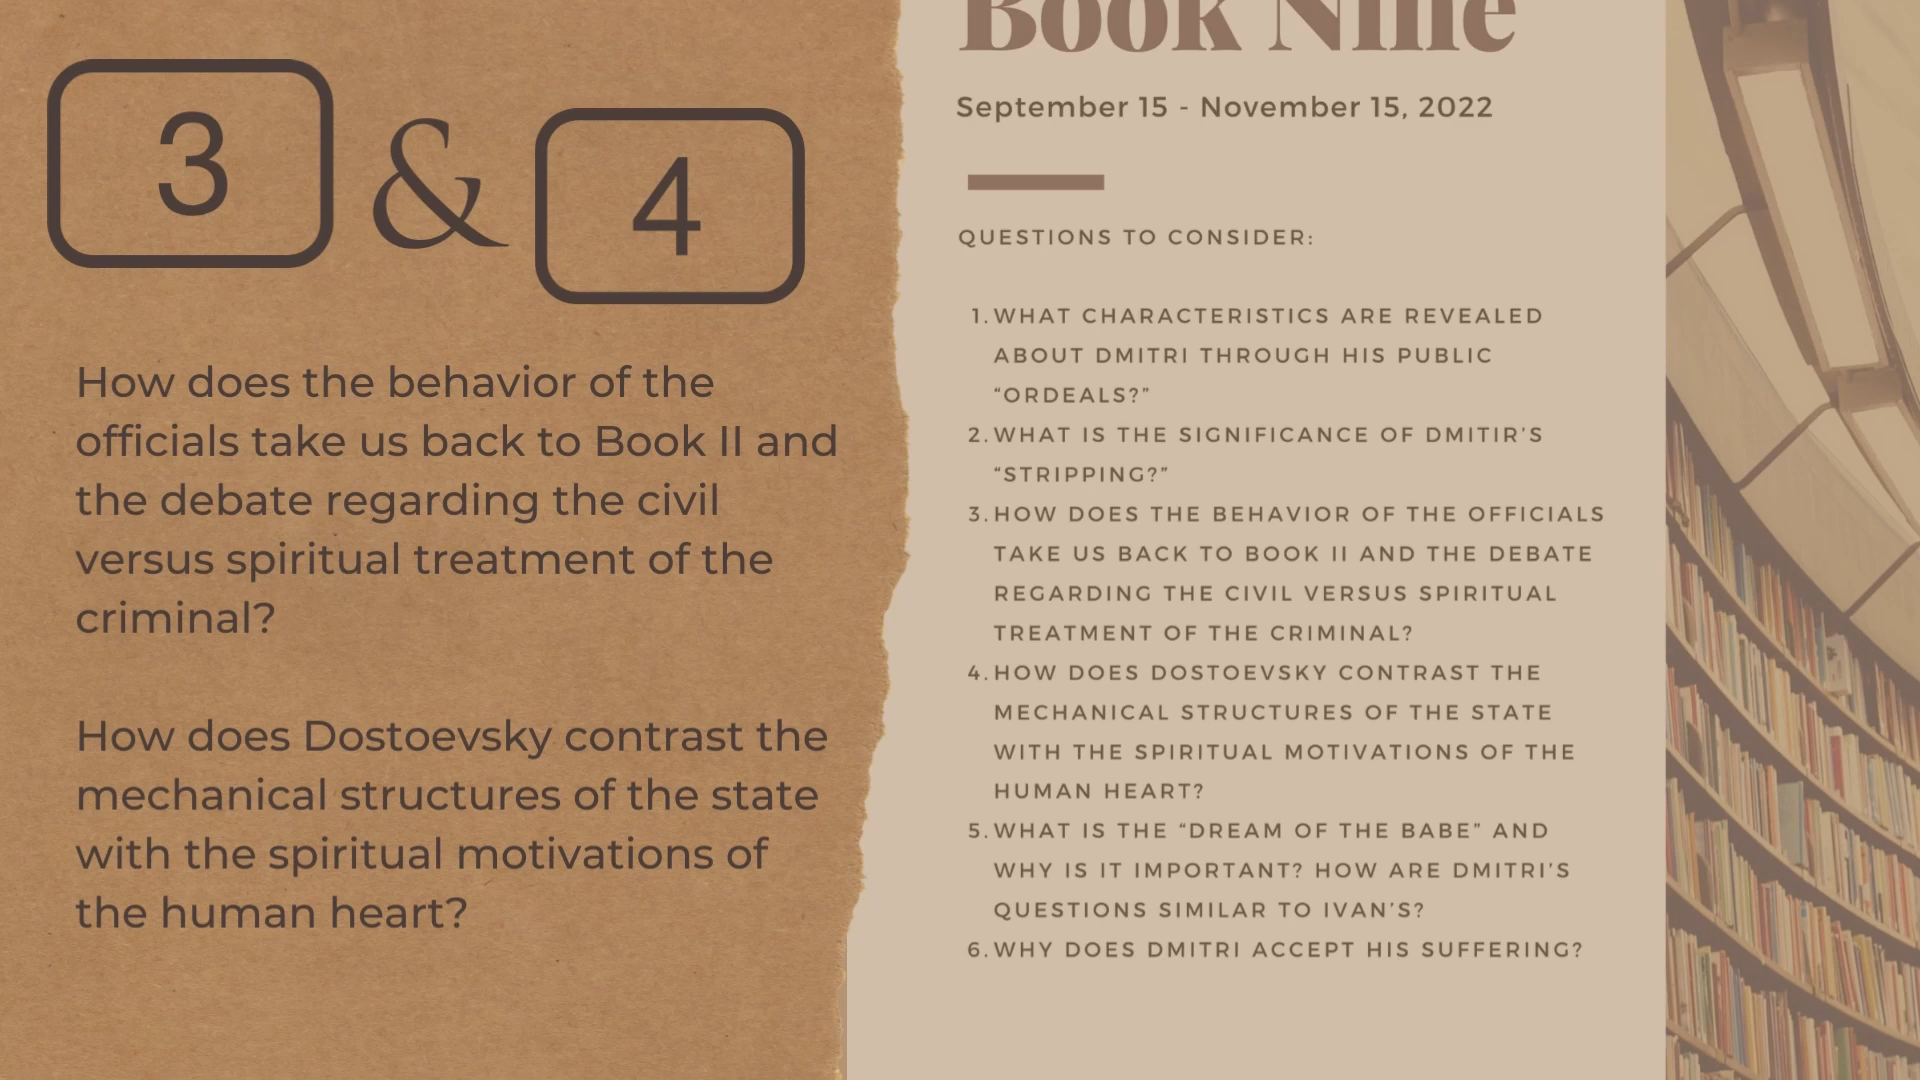 3 & 4
How does the behavior of the
officials take us back to Book II and
the debate regarding the civil
versus spiritual treatment of the
criminal?
How does Dostoevsky contrast the
mechanical structures of the state
with the spiritual motivations of
the human heart?
Book Nine
September 15 - November 15, 2022
QUESTIONS TO CONSIDER:
1. WHAT CHARACTERISTICS ARE REVEALED
ABOUT DMITRI THROUGH HIS PUBLIC
“ORDEALS?”
2. WHAT IS THE SIGNIFICANCE OF DMITIR’S
“STRIPPING?”
3. HOW DOES THE BEHAVIOR OF THE OFFICIALS
TAKE US BACK TO BOOK II AND THE DEBATE
REGARDING THE CIVIL VERSUS SPIRITUAL
TREATMENT OF THE CRIMINAL?
4. HOW DOES DOSTOEVSKY CONTRAST THE
MECHANICAL STRUCTURES OF THE STATE
WITH THE SPIRITUAL MOTIVATIONS OF THE
HUMAN HEART?
5. WHAT IS THE “DREAM OF THE BABE” AND
WHY IS IT IMPORTANT? HOW ARE DMITRI’S
QUESTIONS SIMILAR TO IVAN’S?
6. WHY DOES DMITRI ACCEPT HIS SUFFERING?